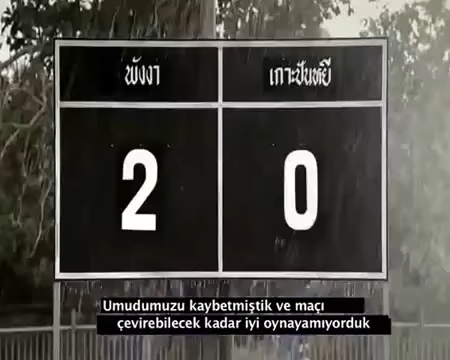 พังงา
เกาะปันหยี
2
0
Umudumuzu kaybetmiştik ve maçı
çevirebilecek kadar iyi oynayamıyorduk